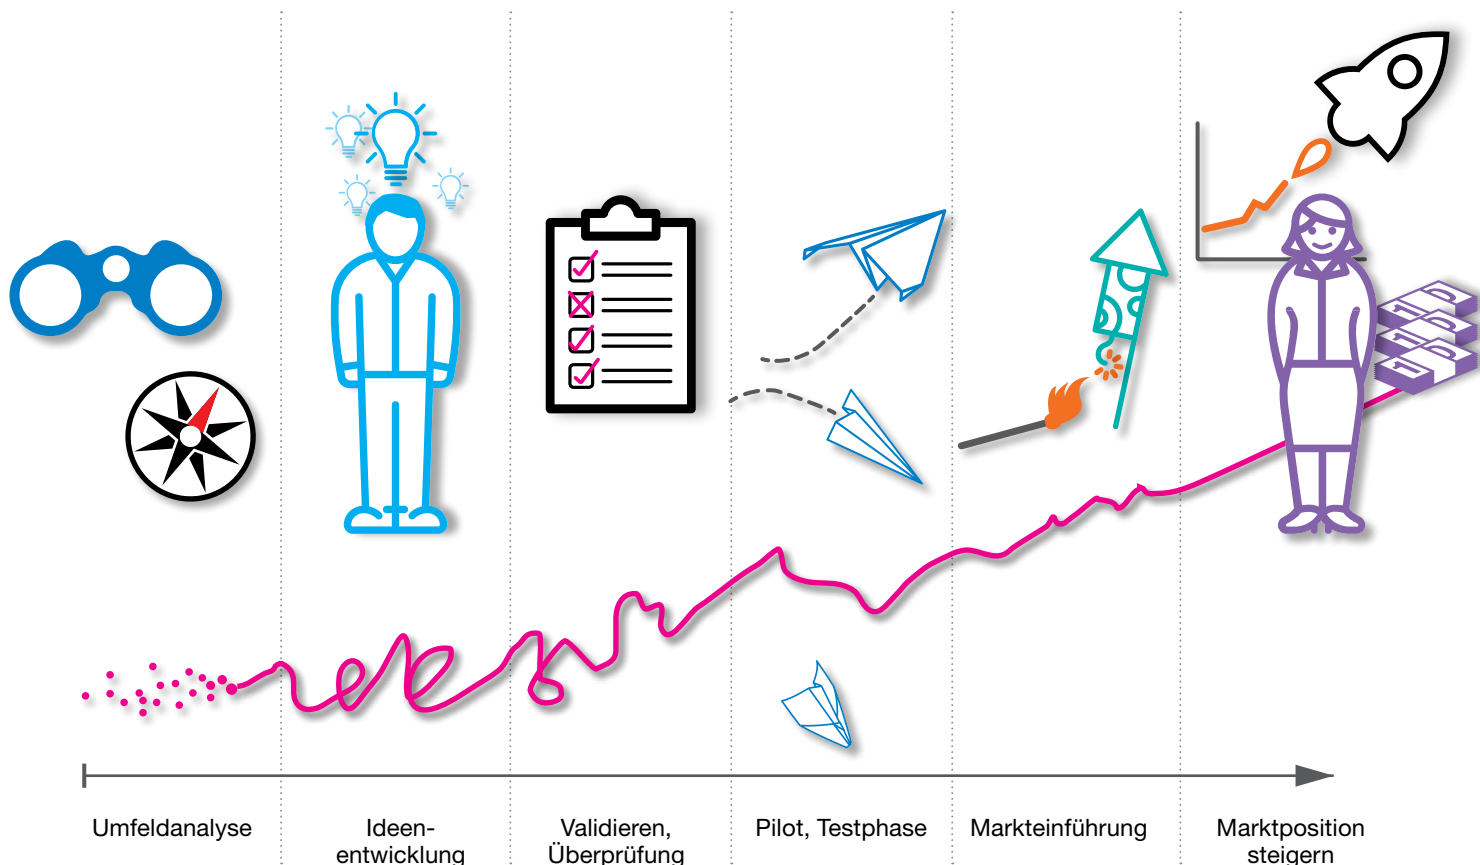 Umfeldanalyse
Ideen-
entwicklung
Validieren,
Überprüfung
Pilot, Testphase
Markteinführung
Marktposition
steigern